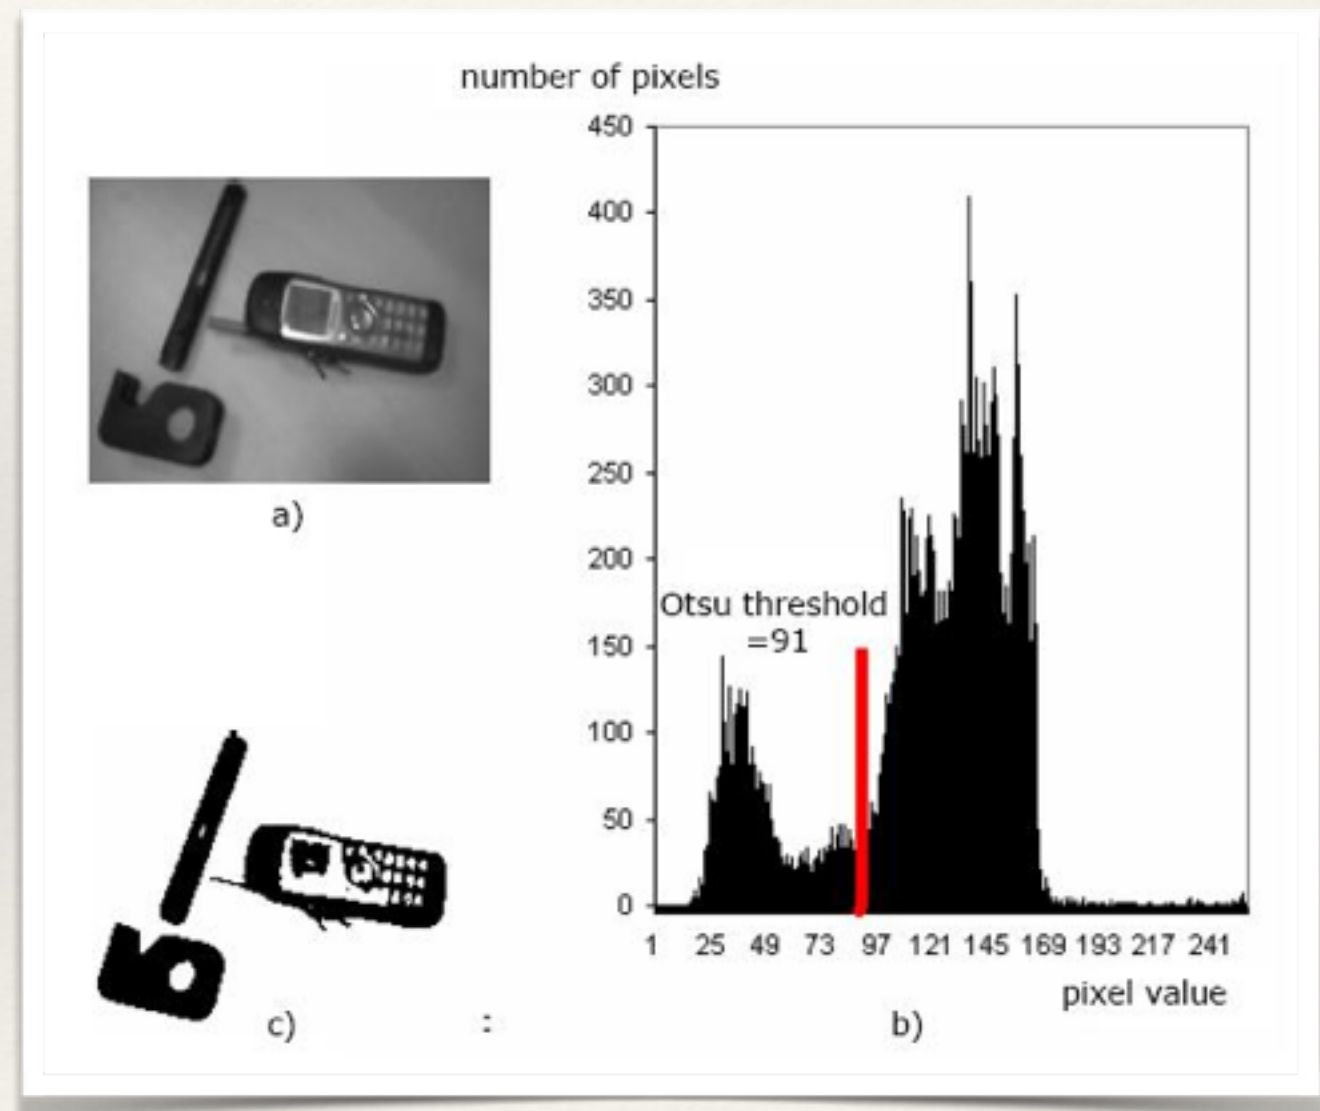 number of pixels
450
400
350
300
250
200
150
100
50
0
Otsu threshold
=91
1 25 49 73 97 121 145 169 193 217 241
pixel value
a)
b)
c)
: